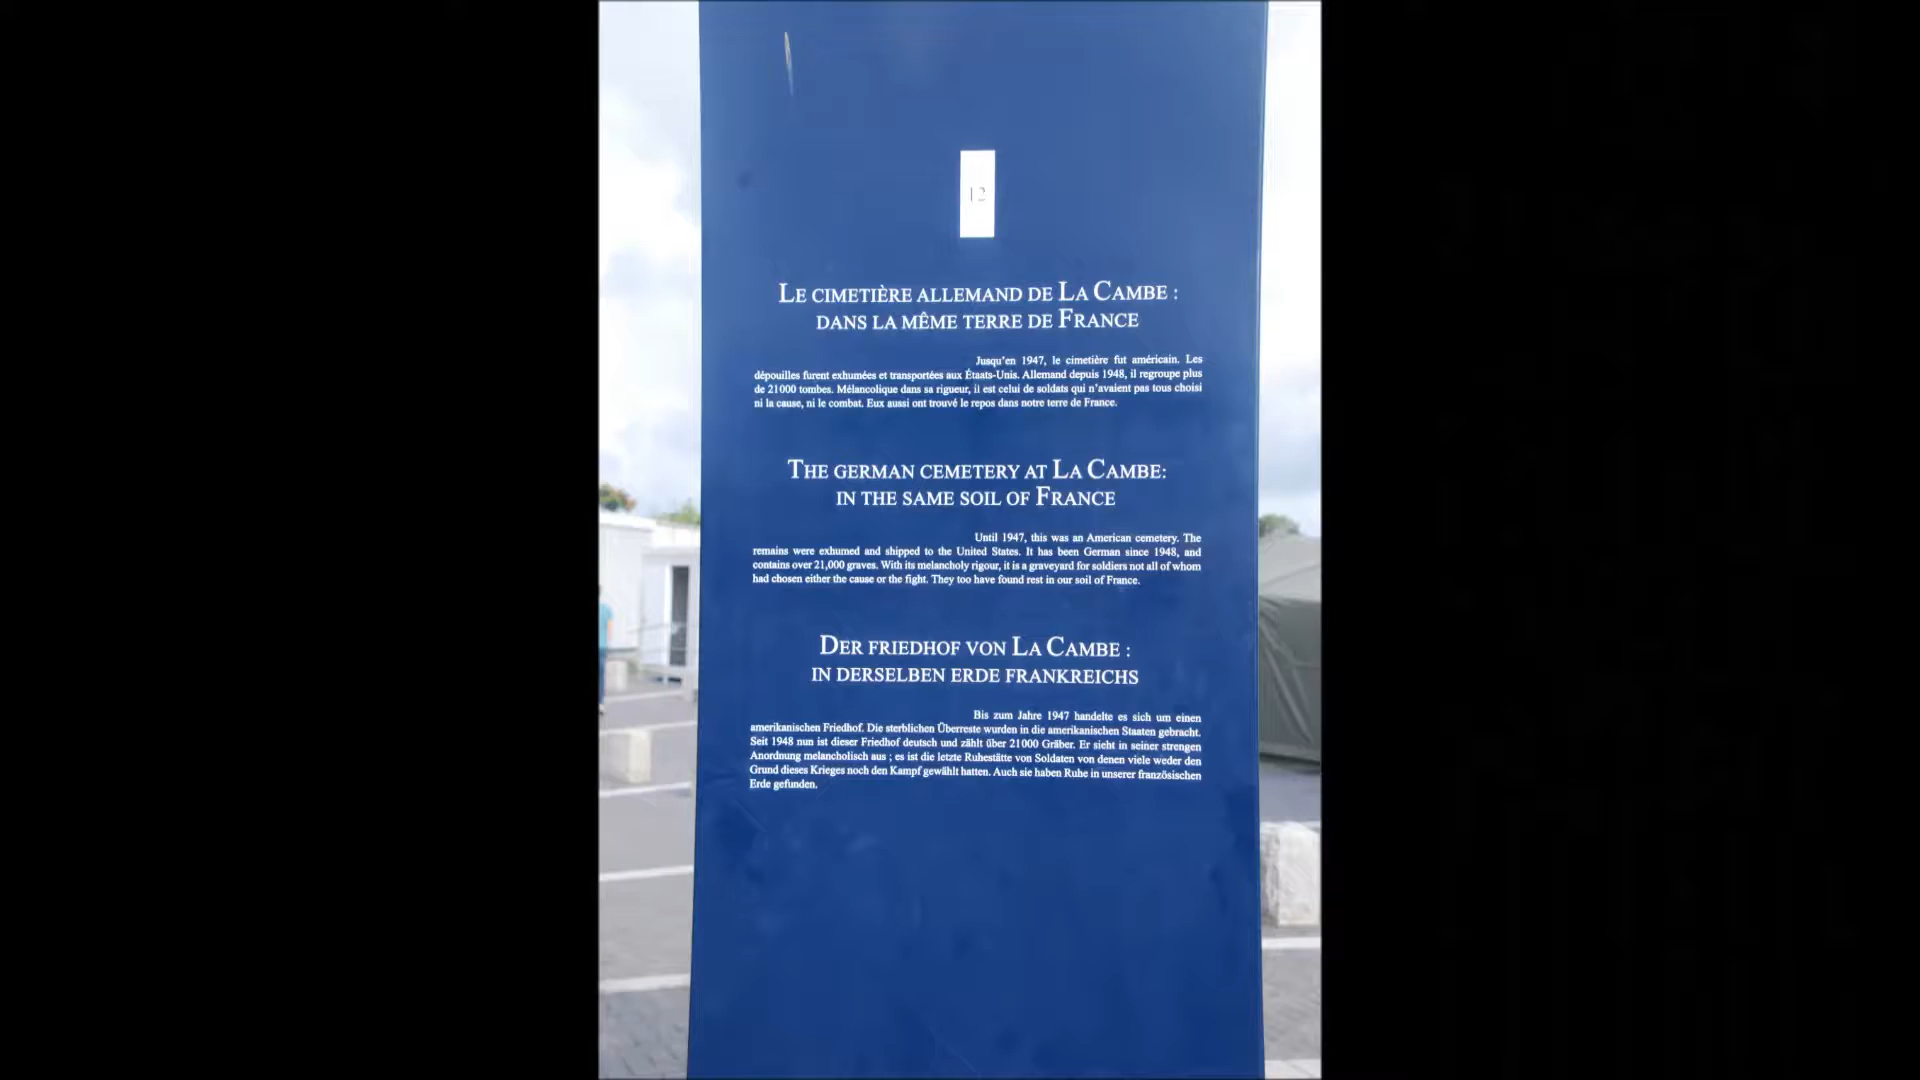 12
LE CIMETIÈRE ALLEMAND DE LA CAMBE :
DANS LA MÊME TERRE DE FRANCE
Jusqu'en 1947, le cimetière fut américain. Les
dépouilles furent exhumées et transportées aux Étaats-Unis. Allemand depuis 1948, il regroupe plus
de 21000 tombes. Mélancolique dans sa rigueur, il est celui de soldats qui n'avaient pas tous choisi
ni la cause, ni le combat. Eux aussi ont trouvé le repos dans notre terre de France.
THE GERMAN CEMETERY AT LA CAMBE:
IN THE SAME SOIL OF FRANCE
Until 1947, this was an American cemetery. The
remains were exhumed and shipped to the United States. It has been German since 1948, and
contains over 21,000 graves. With its melancholy rigour, it is a graveyard for soldiers not all of whom
had chosen either the cause or the fight. They too have found rest in our soil of France.
DER FRIEDHOF VON LA CAMBE :
IN DERSELBEN ERDE FRANKREICHS
Bis zum Jahre 1947 handelte es sich um einen
amerikanischen Friedhof. Die sterblichen Überreste wurden in die amerikanischen Staaten gebracht.
Seit 1948 nun ist dieser Friedhof deutsch und zählt über 21000 Gräber. Er sieht in seiner strengen
Anordnung melancholisch aus ; es ist die letzte Ruhestätte von Soldaten von denen viele weder den
Grund dieses Krieges noch den Kampf gewählt hatten. Auch sie haben Ruhe in unserer französischen
Erde gefunden.